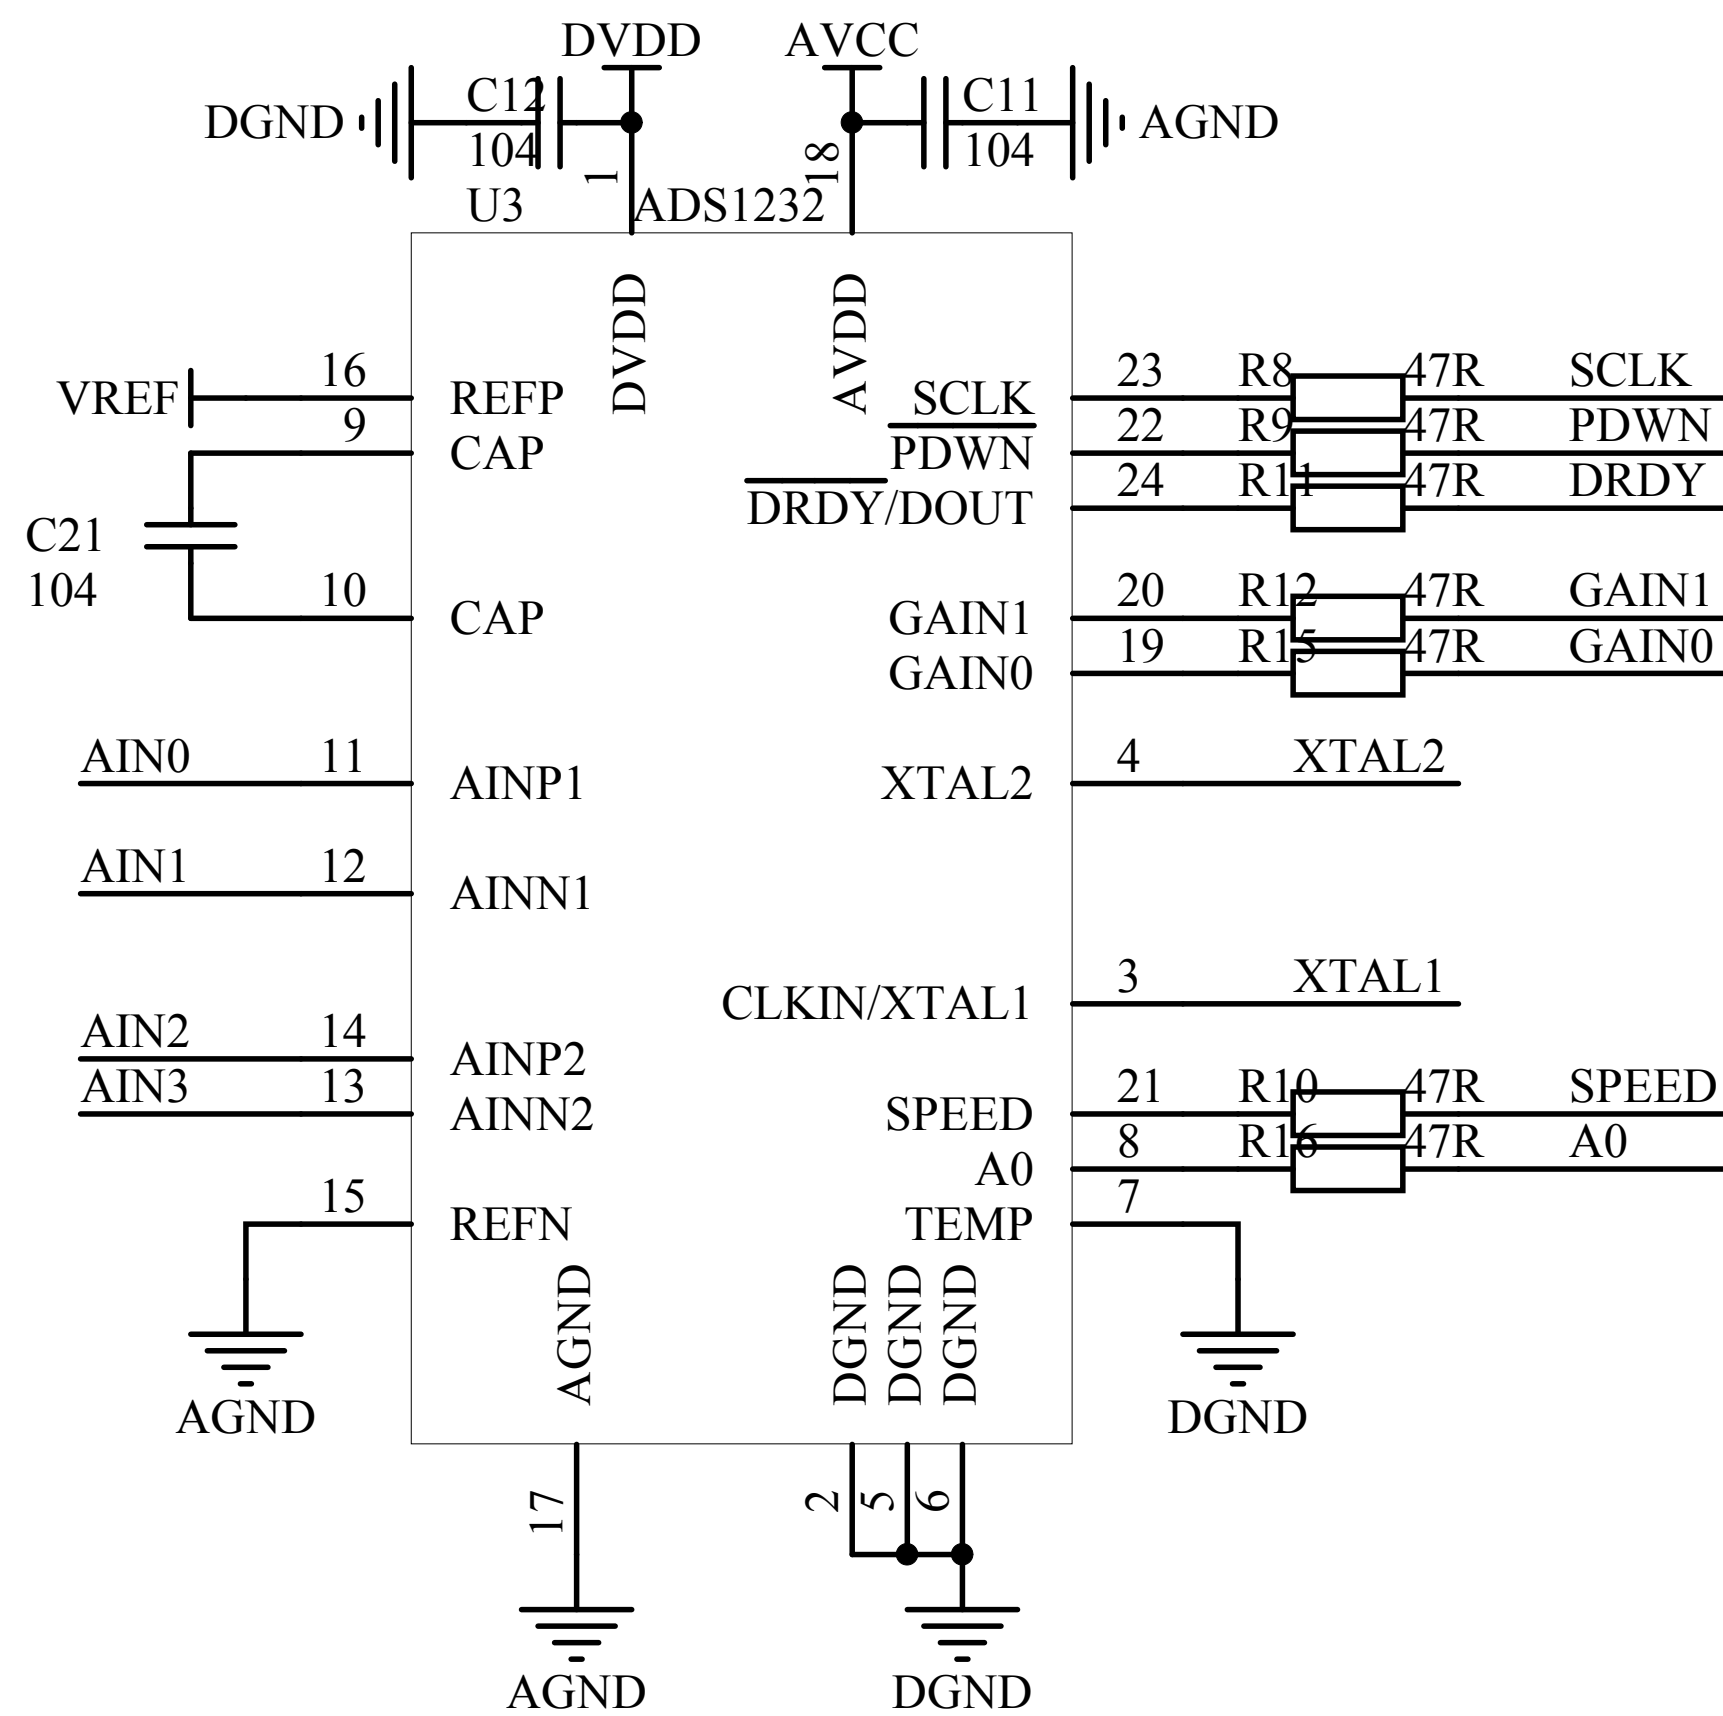 DVDD AVCC
DGND C12 C11 AGND
104 1 18 104
U3 ADS1232
DVDD AVDD
VREF 16 REFP SCLK 23 R8 47R SCLK
9 CAP PDWN 22 R9 47R PDWN
DRDY/DOUT 24 R11 47R DRDY
C21
104 10 CAP GAIN1 20 R12 47R GAIN1
GAIN0 19 R15 47R GAIN0
AIN0 11 AINP1 XTAL2 4 XTAL2
AIN1 12 AINN1
CLKIN/XTAL1 3 XTAL1
AIN2 14 AINP2
AIN3 13 AINN2 SPEED 21 R10 47R SPEED
A0 8 R16 47R A0
15 REFN TEMP 7
AGND DGND DGND DGND
AGND DGND
17 2 5 6
AGND DGND